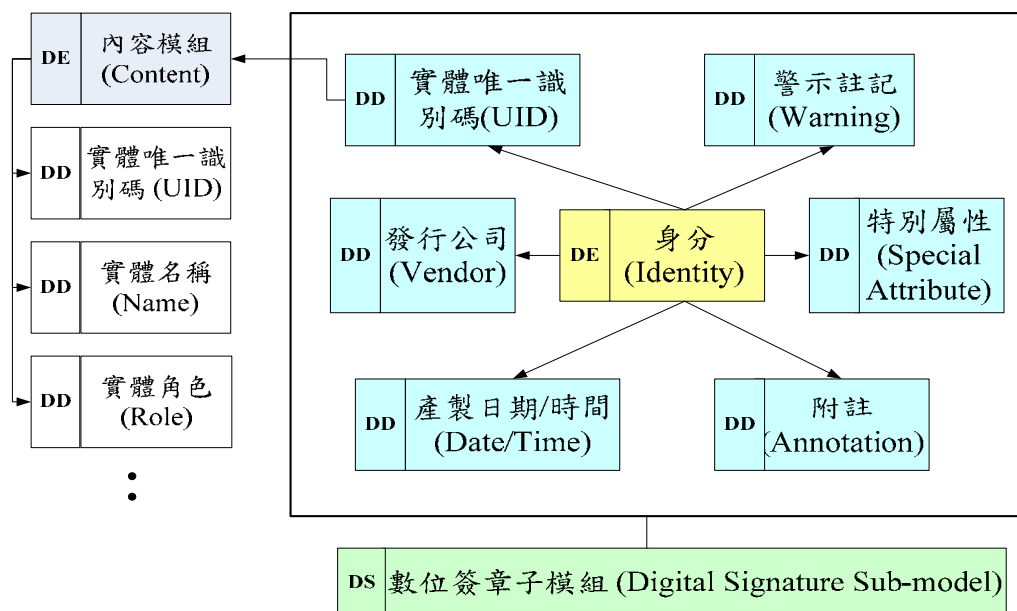 DE
內容模組
(Content)
DD
實體唯一識
別碼 (UID)
DD
實體名稱
(Name)
DD
實體角色
(Role)
DD
實體唯一識
別碼(UID)
DD
警示註記
(Warning)
DD
發行公司
(Vendor)
DE
身分
(Identity)
DD
特別屬性
(Special
Attribute)
DD
產製日期/時間
(Date/Time)
DD
附註
(Annotation)
DS
數位簽章子模組 (Digital Signature Sub-model)